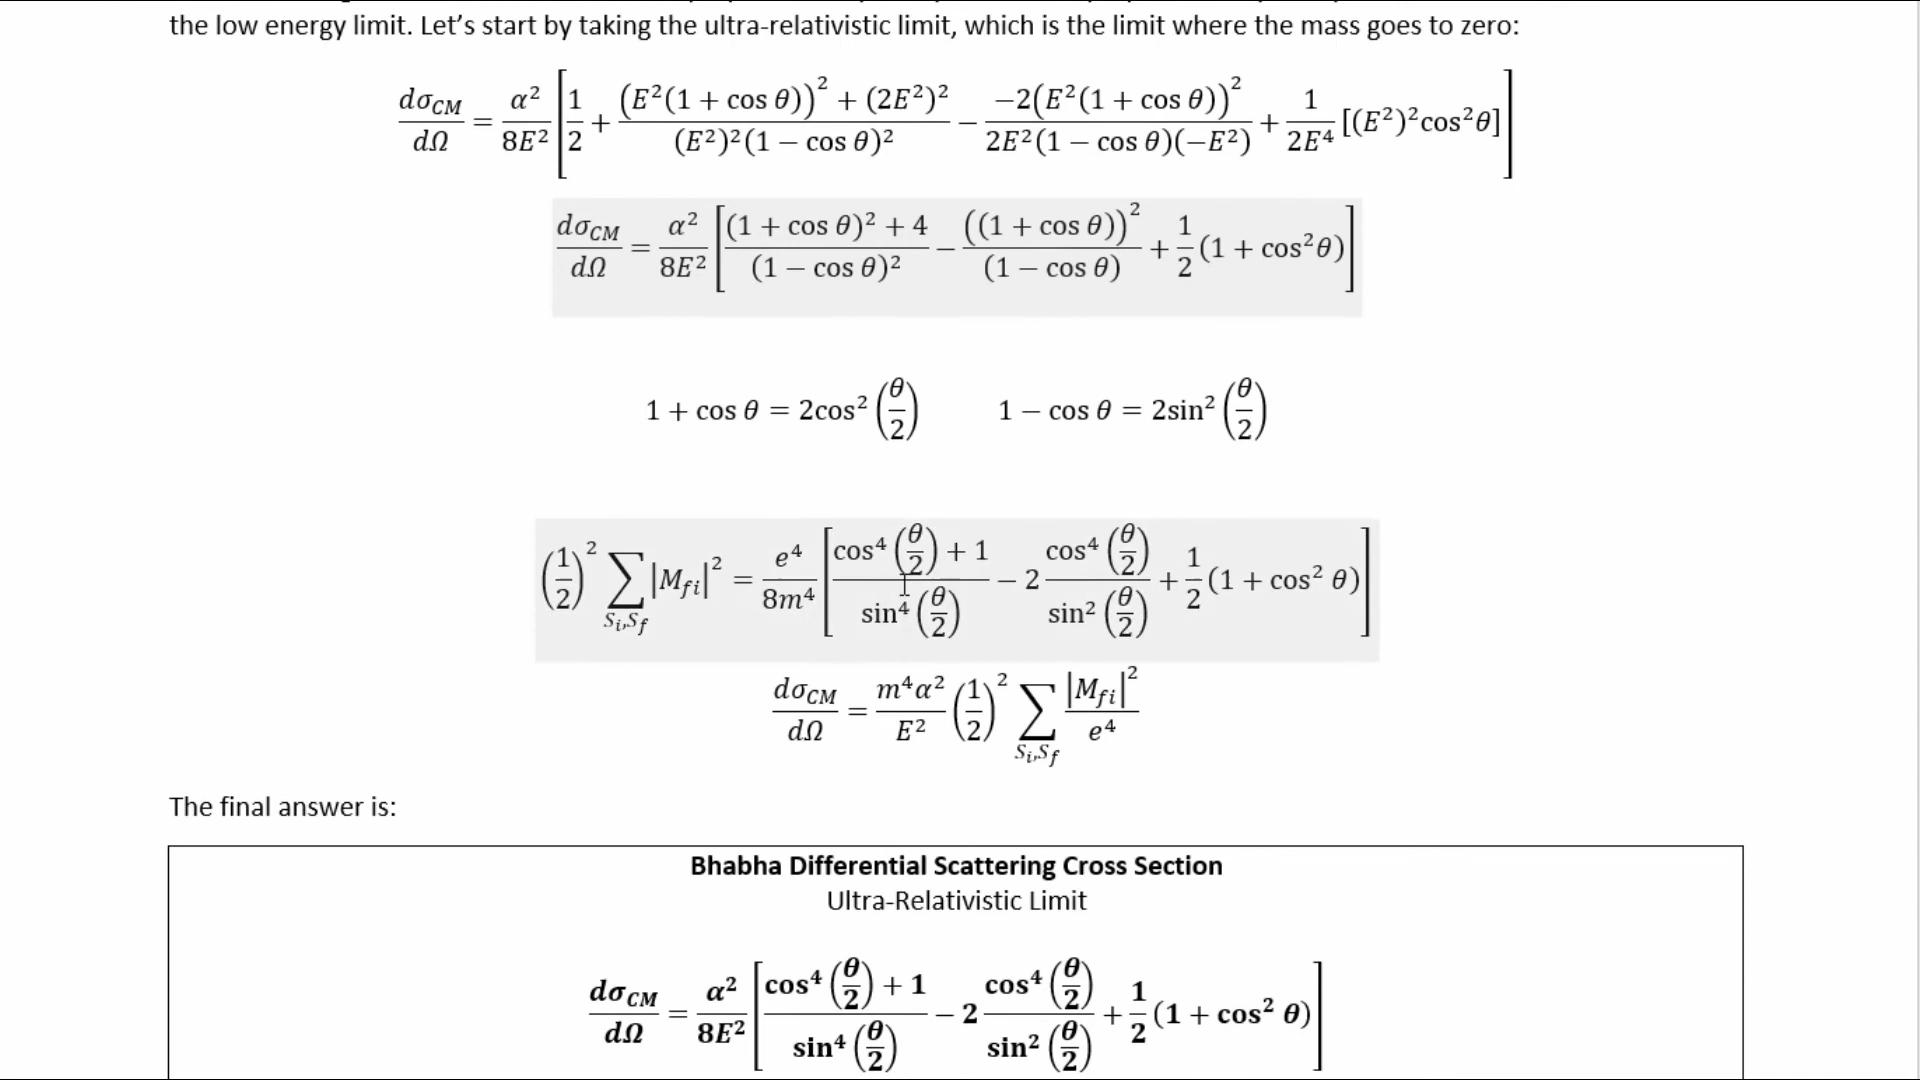 the low energy limit. Let's start by taking the ultra-relativistic limit, which is the limit where the mass goes to zero:
dσ_CM/dΩ = α²/8E² [1/2 + ((E²(1 + cos θ))² + (2E²)²)/((E²)²(1 − cos θ)²) − (−2(E²(1 + cos θ))²)/(2E²(1 − cos θ)(−E²)) + 1/2E⁴ [(E²)²cos²θ]]
dσ_CM/dΩ = α²/8E² [((1 + cos θ)² + 4)/((1 − cos θ)²) − ((1 + cos θ))²/((1 − cos θ)) + 1/2 (1 + cos²θ)]
1 + cos θ = 2cos² (θ/2) 1 − cos θ = 2sin² (θ/2)
(1/2)² ∑_{S_i,S_f} |M_fi|² = e⁴/8m⁴ [(cos⁴ (θ/2) + 1)/(sin⁴ (θ/2)) − 2 cos⁴ (θ/2)/sin² (θ/2) + 1/2 (1 + cos² θ)]
dσ_CM/dΩ = m⁴α²/E² (1/2)² ∑_{S_i,S_f} |M_fi|²/e⁴
The final answer is:
Bhabha Differential Scattering Cross Section
Ultra-Relativistic Limit
dσ_CM/dΩ = α²/8E² [(cos⁴ (θ/2) + 1)/(sin⁴ (θ/2)) − 2 cos⁴ (θ/2)/sin² (θ/2) + 1/2 (1 + cos² θ)]